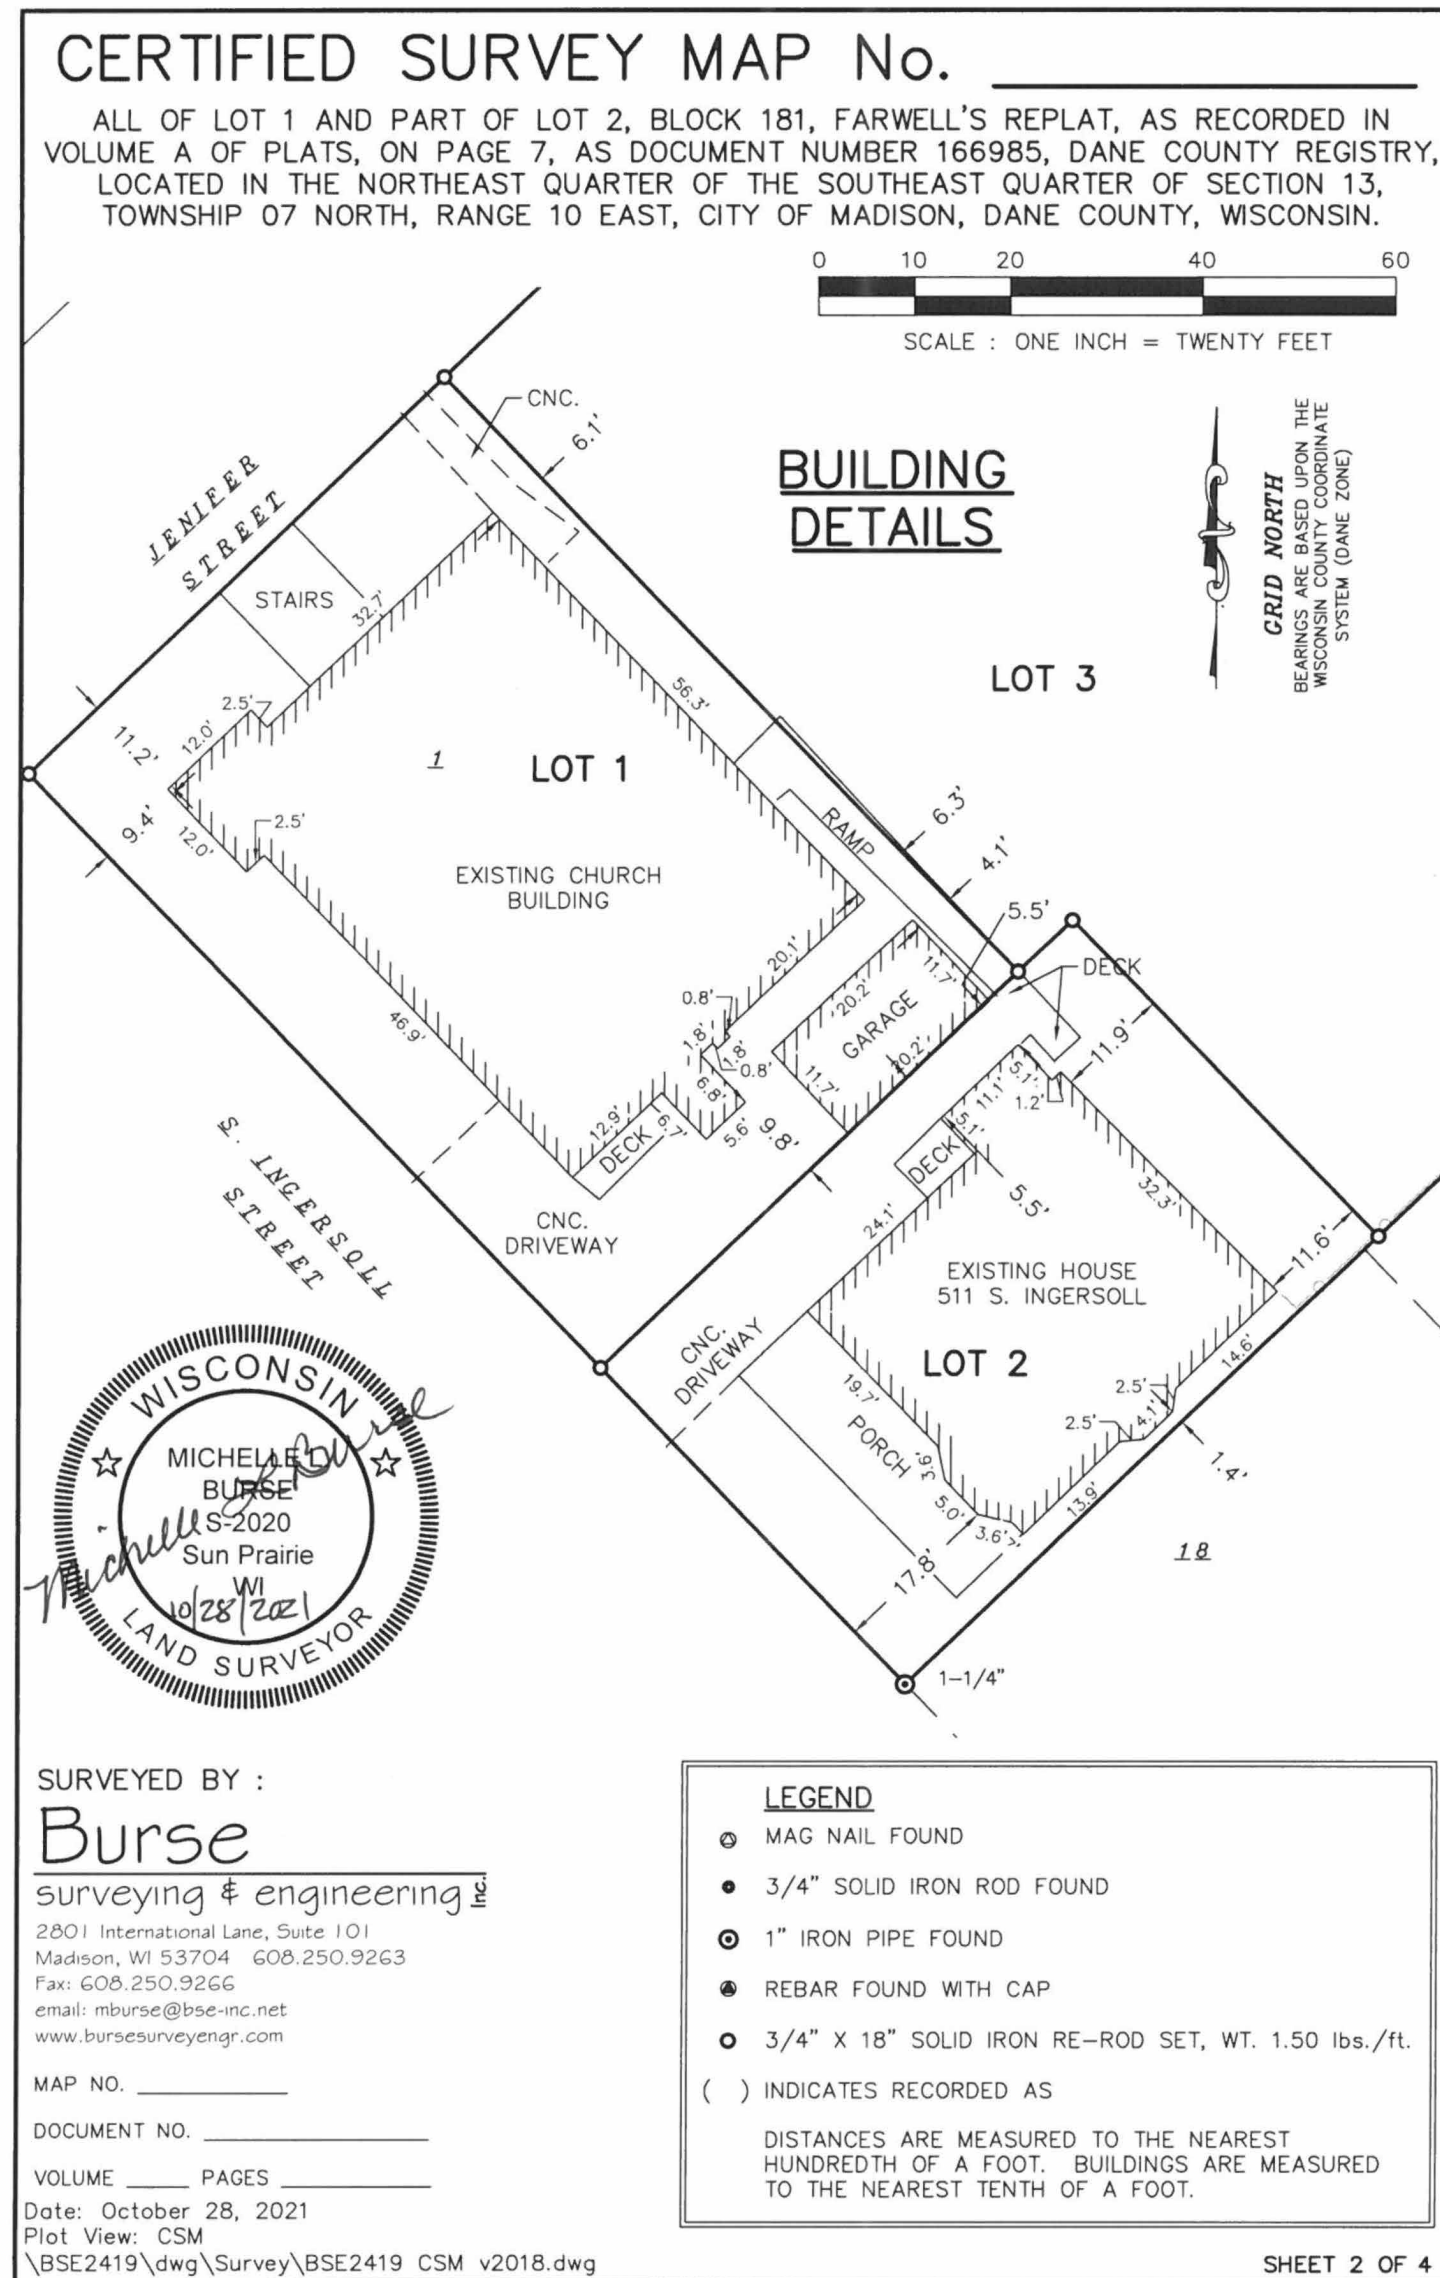 CERTIFIED SURVEY MAP No.
ALL OF LOT 1 AND PART OF LOT 2, BLOCK 181, FARWELL'S REPLAT, AS RECORDED IN
VOLUME A OF PLATS, ON PAGE 7, AS DOCUMENT NUMBER 166985, DANE COUNTY REGISTRY,
LOCATED IN THE NORTHEAST QUARTER OF THE SOUTHEAST QUARTER OF SECTION 13,
TOWNSHIP 07 NORTH, RANGE 10 EAST, CITY OF MADISON, DANE COUNTY, WISCONSIN.
0 10 20 40 60
SCALE : ONE INCH = TWENTY FEET
BUILDING
DETAILS
GRID NORTH
BEARINGS ARE BASED UPON THE
WISCONSIN COUNTY COORDINATE
SYSTEM (DANE ZONE)
CNC.
6.1'
JENIFER
STREET
STAIRS
32.7'
LOT 3
2.5'
12.0'
11.2'
56.3'
1
LOT 1
9.4'
12.0'
2.5'
EXISTING CHURCH
BUILDING
RAMP
6.3'
4.1'
5.5'
DECK
20.1'
11.7'
20.2'
GARAGE
20.2'
11.7'
0.8'
1.8'
1.8'
0.8'
6.8'
46.9'
12.9'
DECK
6.7'
5.6'
9.8'
11.9'
5.1'
11.1'
1.2'
5.1'
DECK
5.5'
32.3'
24.1'
S. INGERSOLL
STREET
CNC.
DRIVEWAY
EXISTING HOUSE
511 S. INGERSOLL
11.6'
CNC.
DRIVEWAY
LOT 2
14.6'
2.5'
4.1'
2.5'
19.7'
PORCH
3.6'
5.0'
3.6'
13.9'
1.4'
17.8'
18
1-1/4"
WISCONSIN
MICHELLE L.
BURSE
S-2020
Sun Prairie
WI
10/28/2021
LAND SURVEYOR
Michelle L Burse
SURVEYED BY :
Burse
surveying & engineering inc.
2801 International Lane, Suite 101
Madison, WI 53704 608.250.9263
Fax: 608.250.9266
email: mburse@bse-inc.net
www.bursesurveyengr.com
MAP NO.
DOCUMENT NO.
VOLUME PAGES
Date: October 28, 2021
Plot View: CSM
\BSE2419\dwg\Survey\BSE2419 CSM v2018.dwg
LEGEND
MAG NAIL FOUND
3/4" SOLID IRON ROD FOUND
1" IRON PIPE FOUND
REBAR FOUND WITH CAP
3/4" X 18" SOLID IRON RE-ROD SET, WT. 1.50 lbs./ft.
( ) INDICATES RECORDED AS
DISTANCES ARE MEASURED TO THE NEAREST
HUNDREDTH OF A FOOT. BUILDINGS ARE MEASURED
TO THE NEAREST TENTH OF A FOOT.
SHEET 2 OF 4